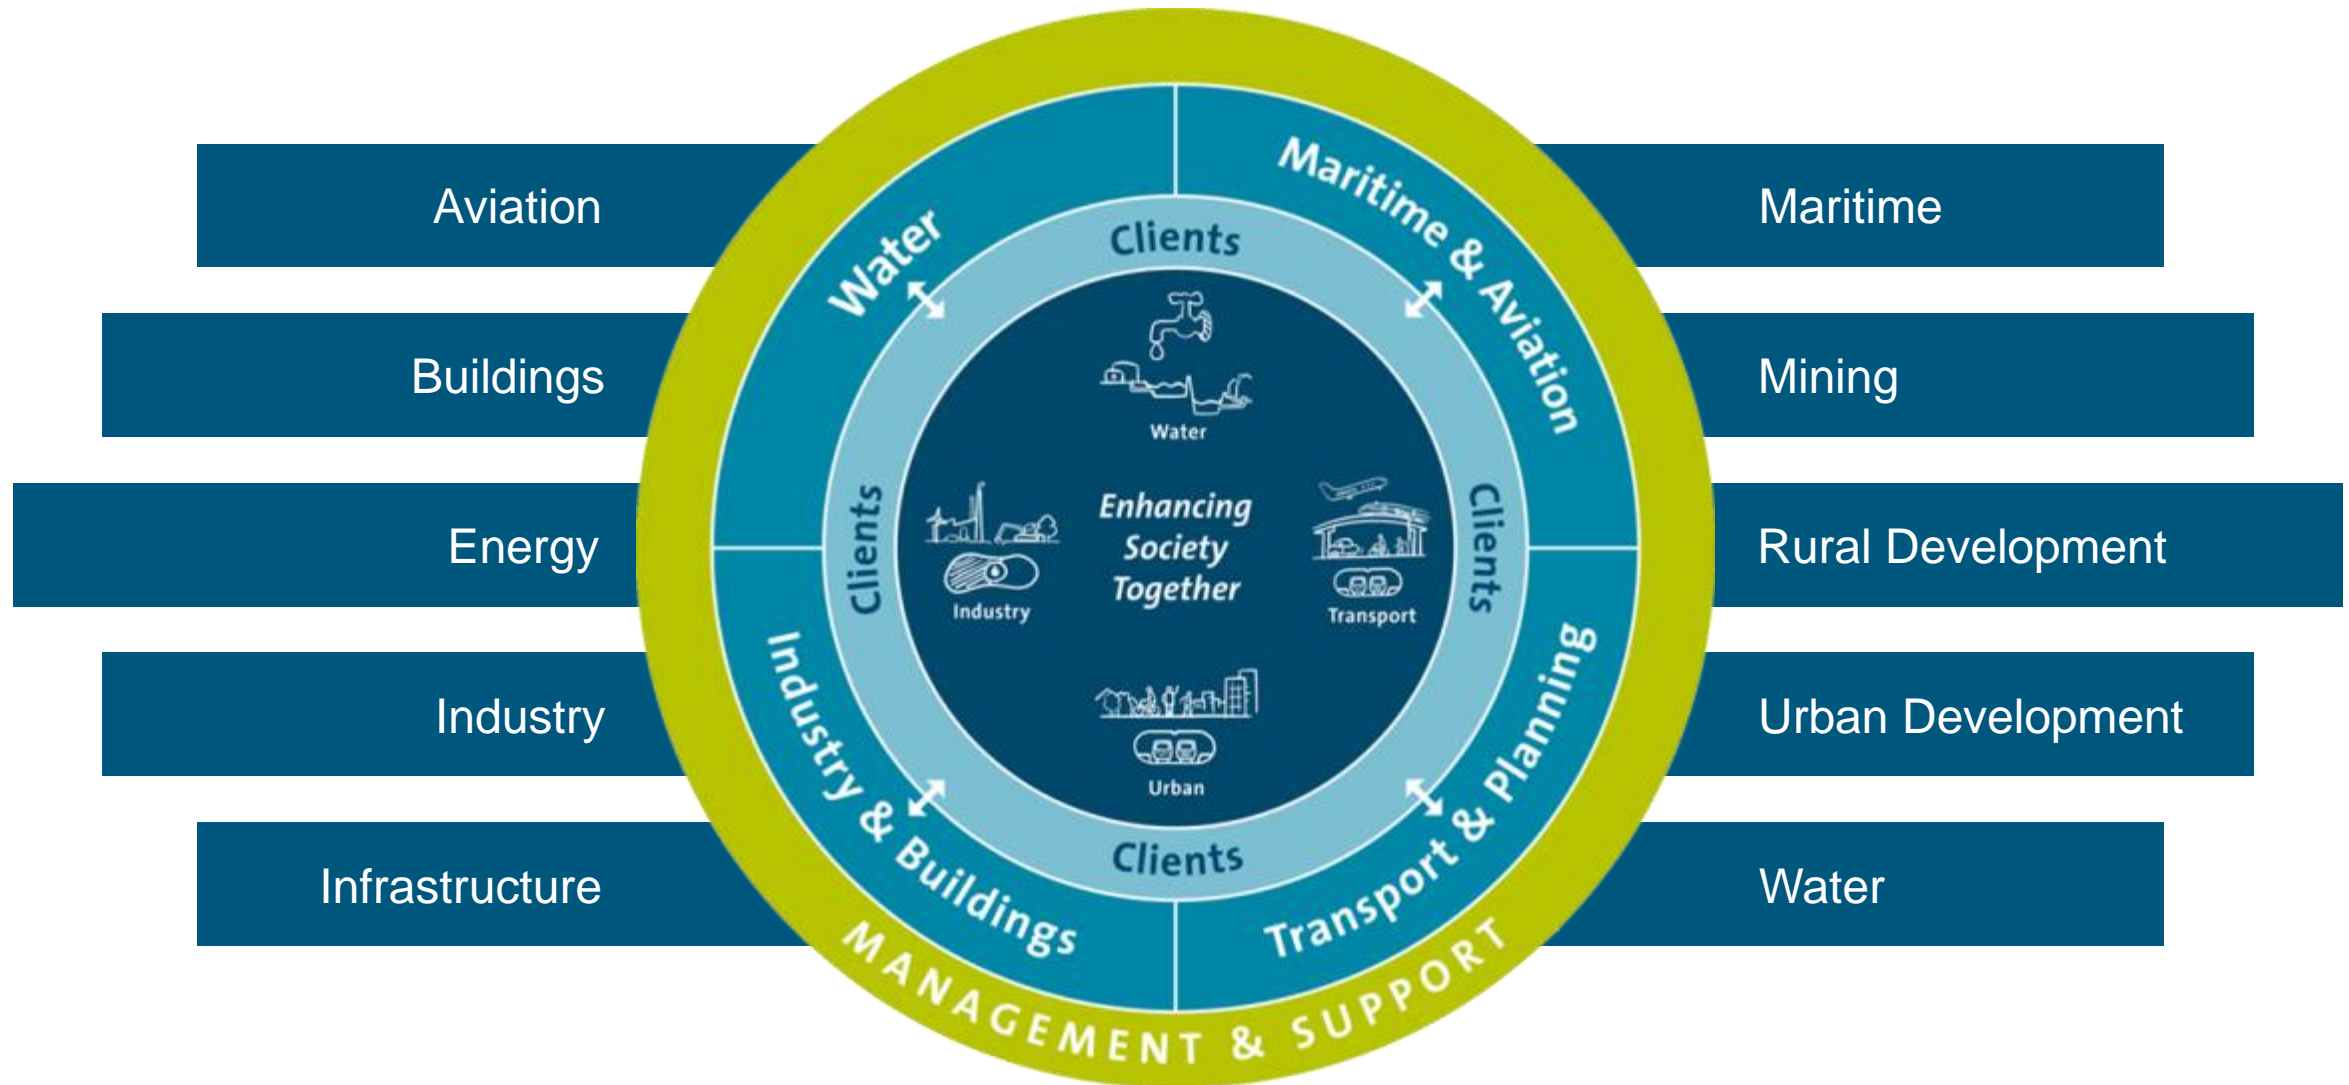 Aviation
Buildings
Energy
Industry
Infrastructure
Water
Maritime & Aviation
Clients
Clients
Clients
Clients
Water
Industry
Enhancing
Society
Together
Transport
Urban
Industry & Buildings
Transport & Planning
MANAGEMENT & SUPPORT
Maritime
Mining
Rural Development
Urban Development
Water